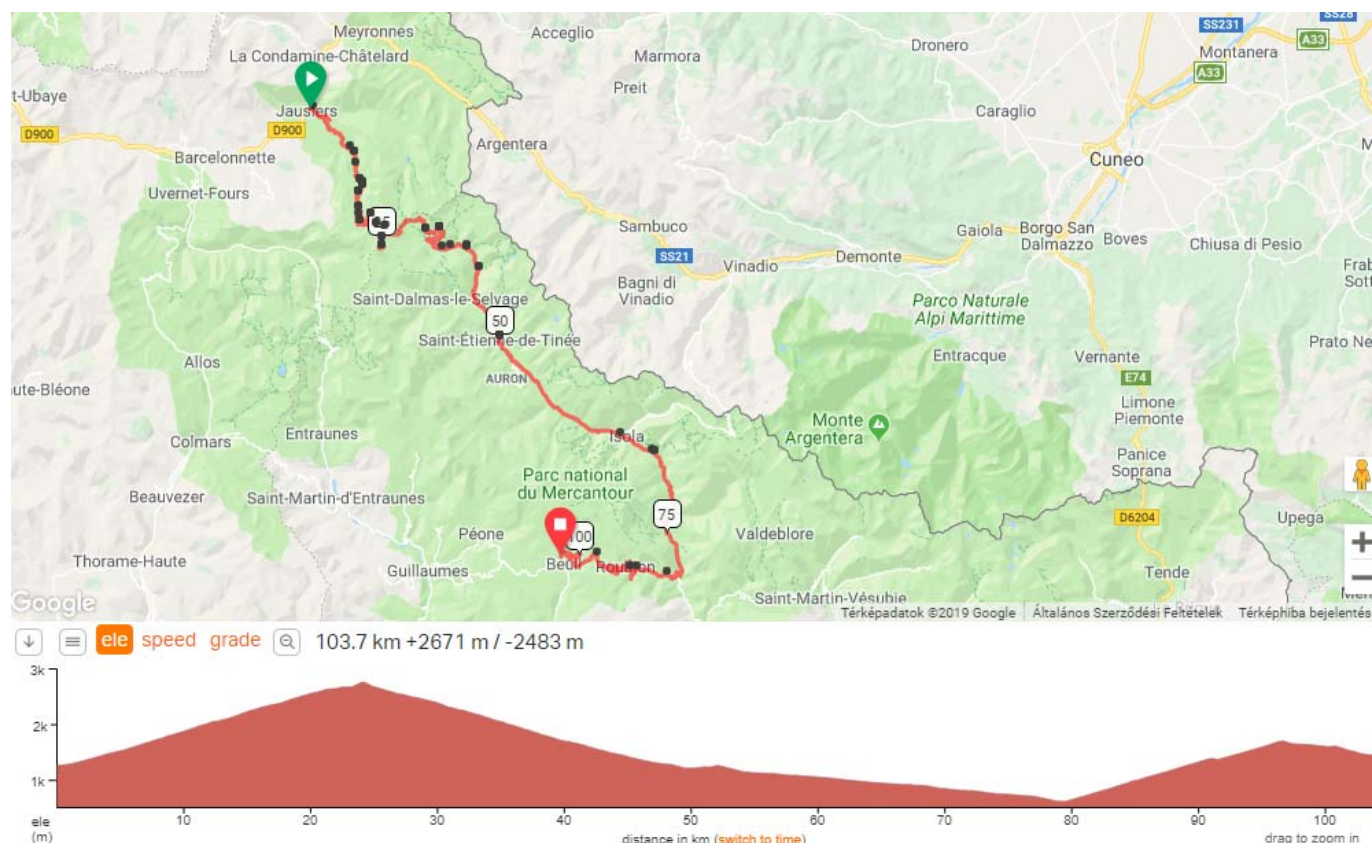 SS28
SS231
Meyronnes
Acceglio
A33
La Condamine-Châtelard
Marmora
Dronero
Montanera
A33
Preit
t-Ubaye
Jausiers
Caraglio
D900
D900
Argentera
Barcelonnette
Cuneo
Uvernet-Fours
Sambuco
Gaiola
Borgo San
Dalmazzo
Boves
Chiusa di Pesio
SS21
Vinadio
Demonte
Bagni di
Vinadio
Saint-Dalmas-le-Selvage
Parco Naturale
Alpi Marittime
50
Saint-Étienne-de-Tinée
Prato Ne
Allos
Entracque
Vernante
AURON
E74
aute-Bléone
Limone
Piemonte
Monte
Argentera
Colmars
Entraunes
Isola
Panice
Soprana
Parc national
du Mercantour
Beauvezer
Saint-Martin-d'Entraunes
75
D6204
Upega
Péone
00
Valdeblore
Thorame-Haute
Guillaumes
Beuil
Roubion
Tende
Saint-Martin-Vésubie
Google
Térképadatok ©2019 Google
Általános Szerződési Feltételek
Térképhiba bejelentés
ele speed grade 103.7 km +2671 m / -2483 m
3k
2k
1k
ele
(m)
10 20 30 40 50 60 70 80 90 100
distance in km (switch to time)
drag to zoom in